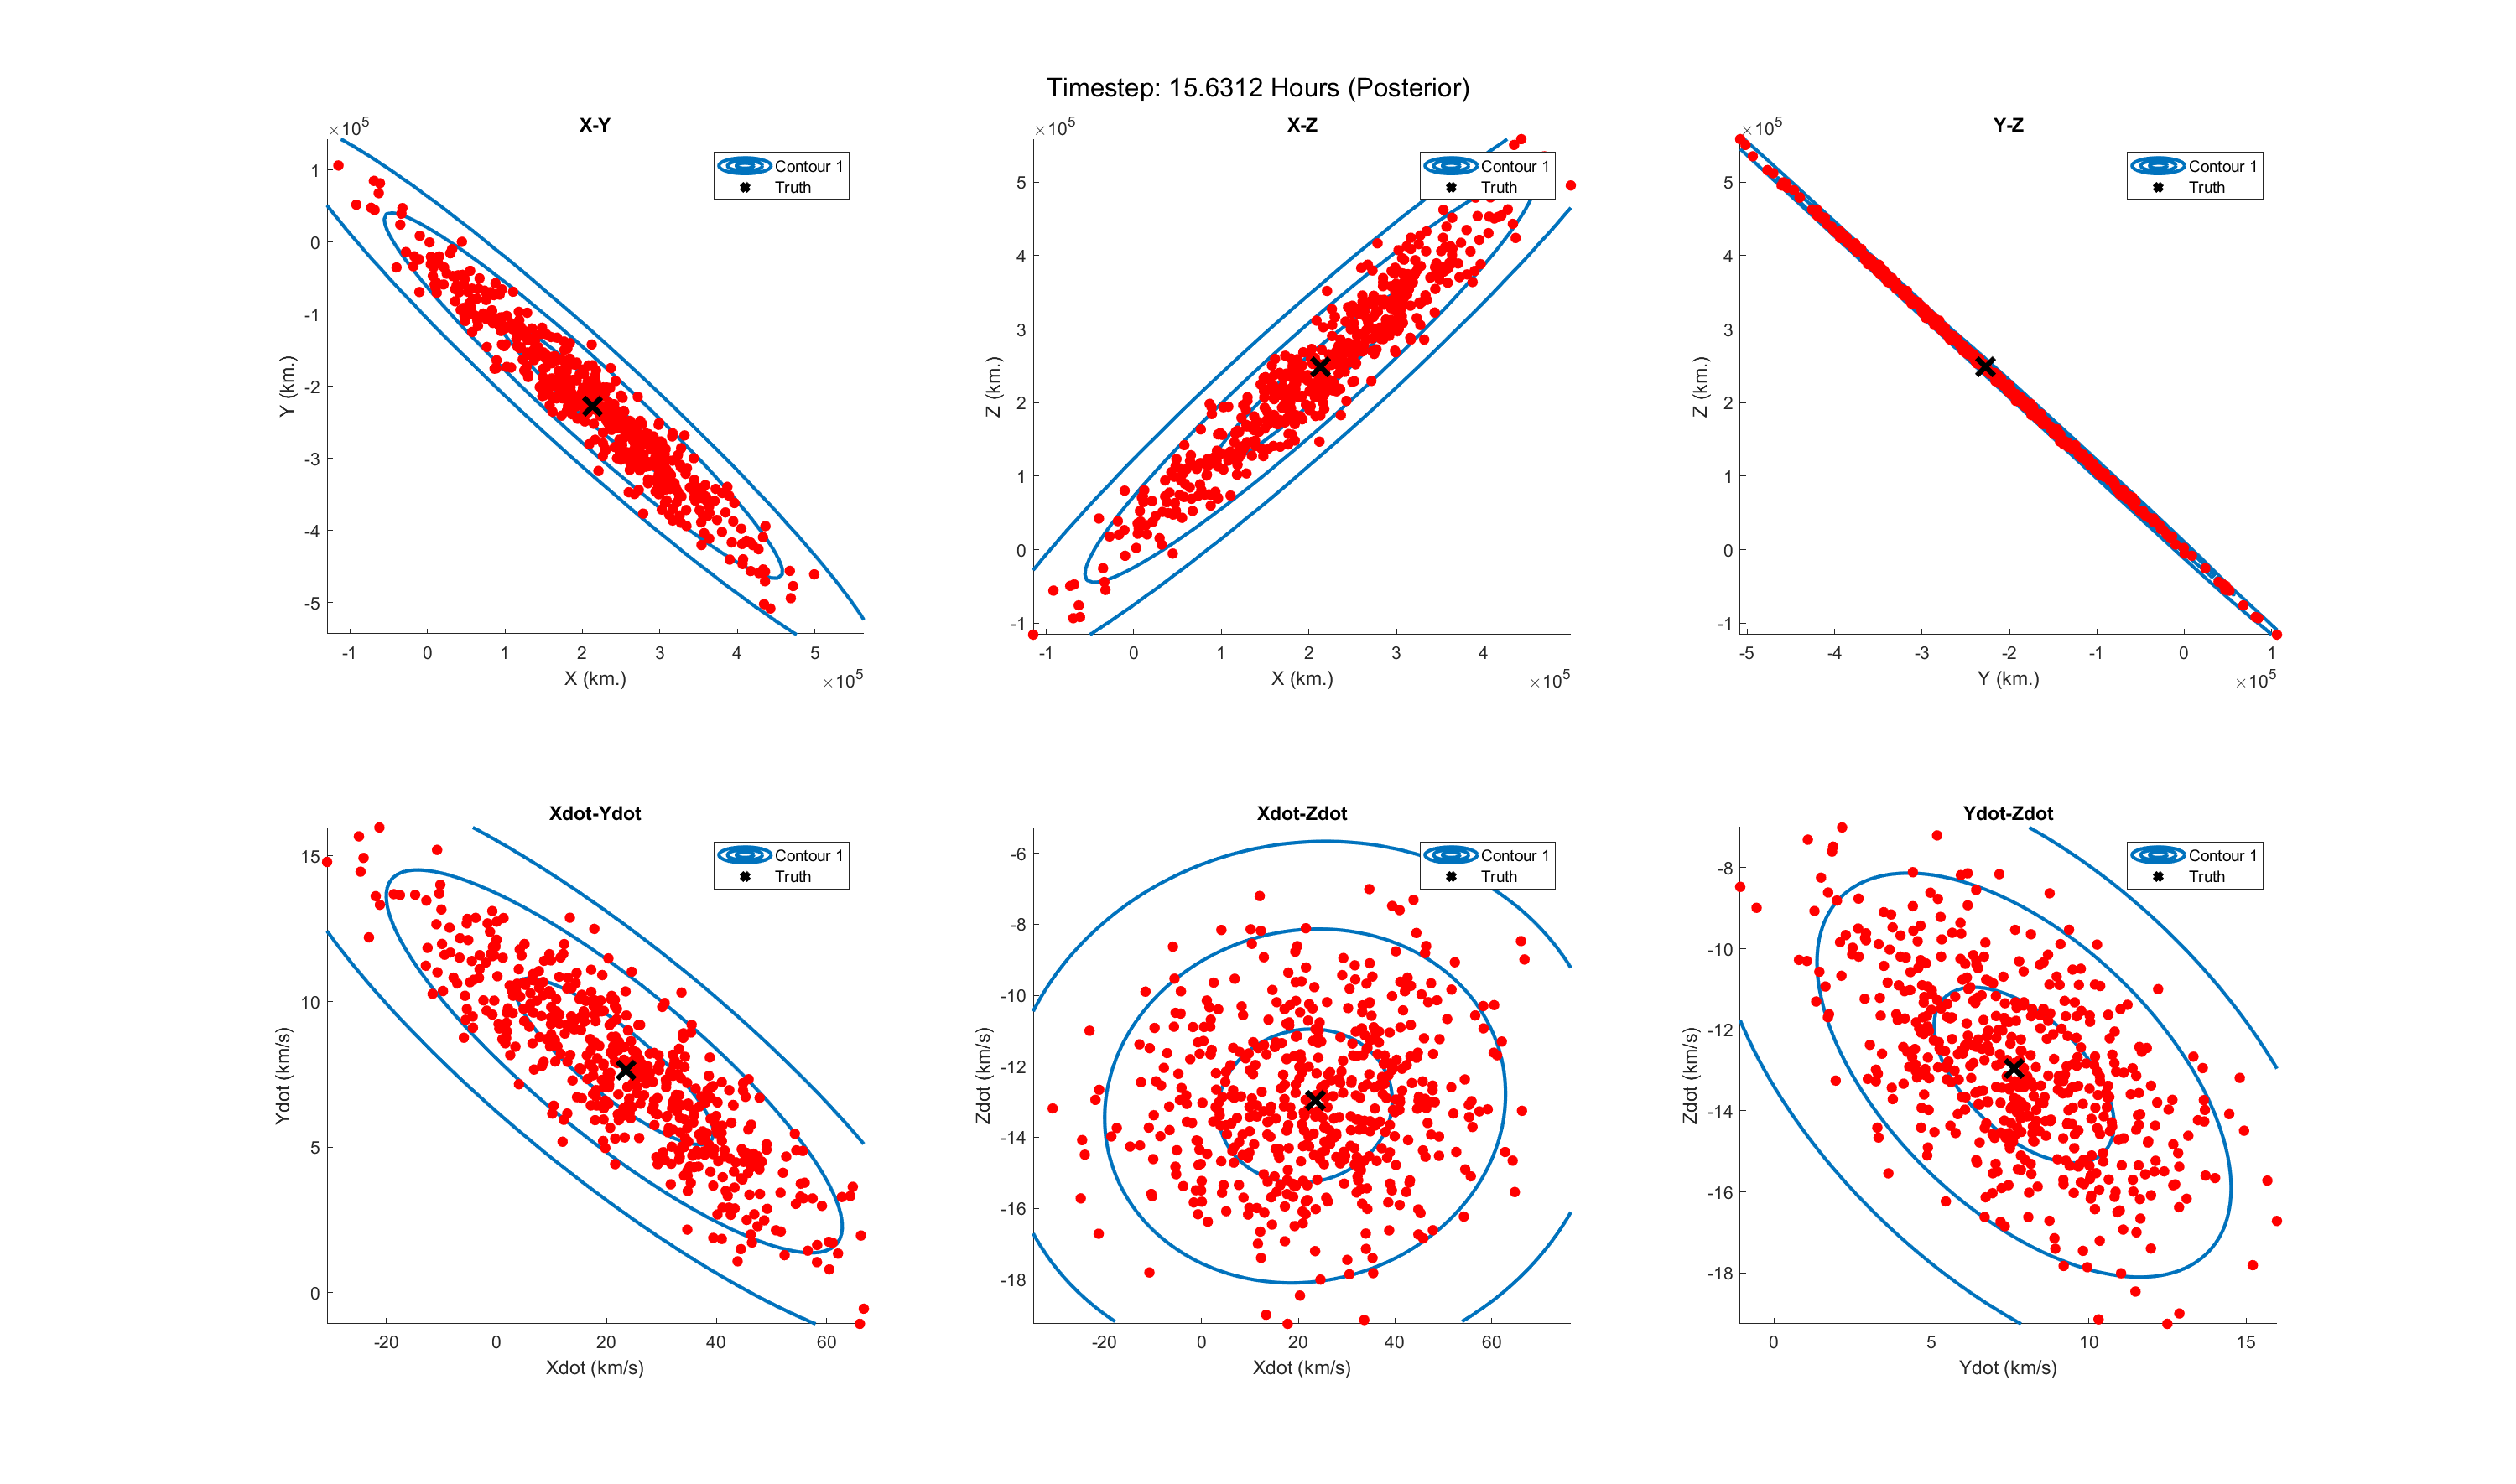 Timestep: 15.6312 Hours (Posterior)
X-Y
×10^5
Contour 1
Truth
1
0
-1
-2
-3
-4
-5
Y (km.)
-1 0 1 2 3 4 5
X (km.)
×10^5
X-Z
×10^5
Contour 1
Truth
5
4
3
2
1
0
-1
Z (km.)
-1 0 1 2 3 4
X (km.)
×10^5
Y-Z
×10^5
Contour 1
Truth
5
4
3
2
1
0
-1
Z (km.)
-5 -4 -3 -2 -1 0 1
Y (km.)
×10^5
Xdot-Ydot
Contour 1
Truth
15
10
5
0
Ydot (km/s)
-20 0 20 40 60
Xdot (km/s)
Xdot-Zdot
Contour 1
Truth
-6
-8
-10
-12
-14
-16
-18
Zdot (km/s)
-20 0 20 40 60
Xdot (km/s)
Ydot-Zdot
Contour 1
Truth
-8
-10
-12
-14
-16
-18
Zdot (km/s)
0 5 10 15
Ydot (km/s)